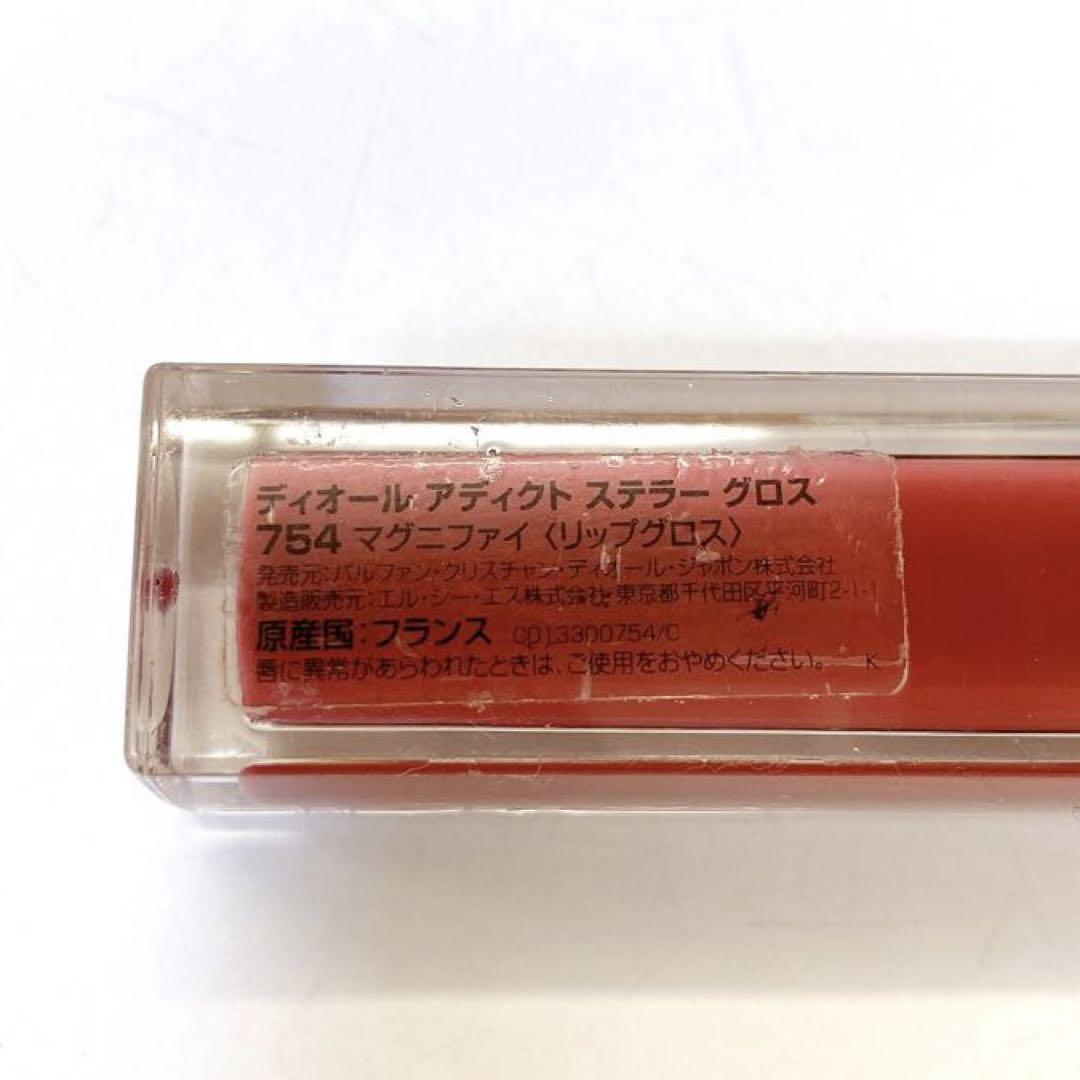 ディオール アディクト ステラー グロス
754 マグニファイ〈リップグロス〉
発売元:パルファン・クリスチャン・ディオール・ジャポン株式会社
製造販売元:エル・シー・エス株式会社・東京都千代田区平河町2-1-1
原産国:フランス 3300754/C
唇に異常があらわれたときは、ご使用をおやめください。 K